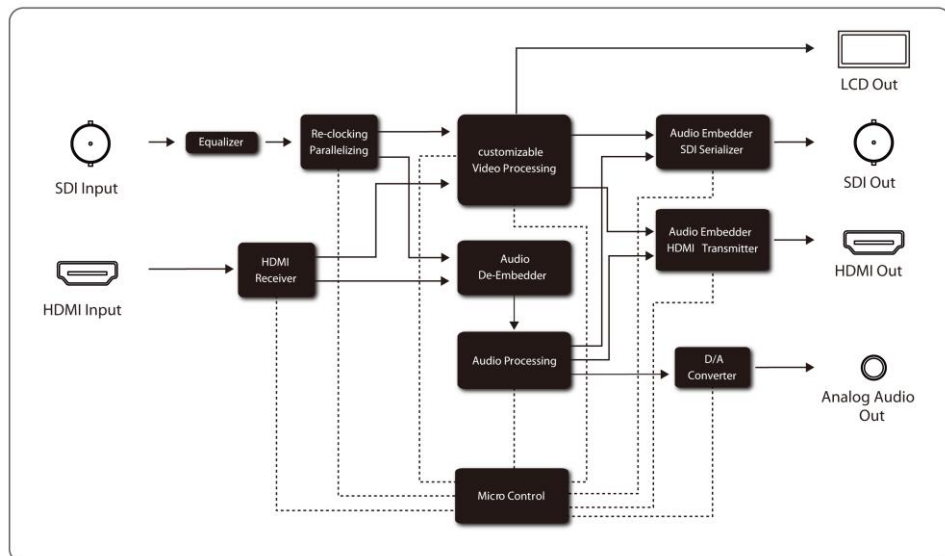 LCD Out
SDI Input
Equalizer
Re-clocking
Parallelizing
customizable
Video Processing
Audio Embedder
SDI Serializer
SDI Out
HDMI Input
HDMI
Receiver
Audio
De-Embedder
Audio Embedder
HDMI Transmitter
HDMI Out
Audio Processing
D/A
Converter
Analog Audio
Out
Micro Control